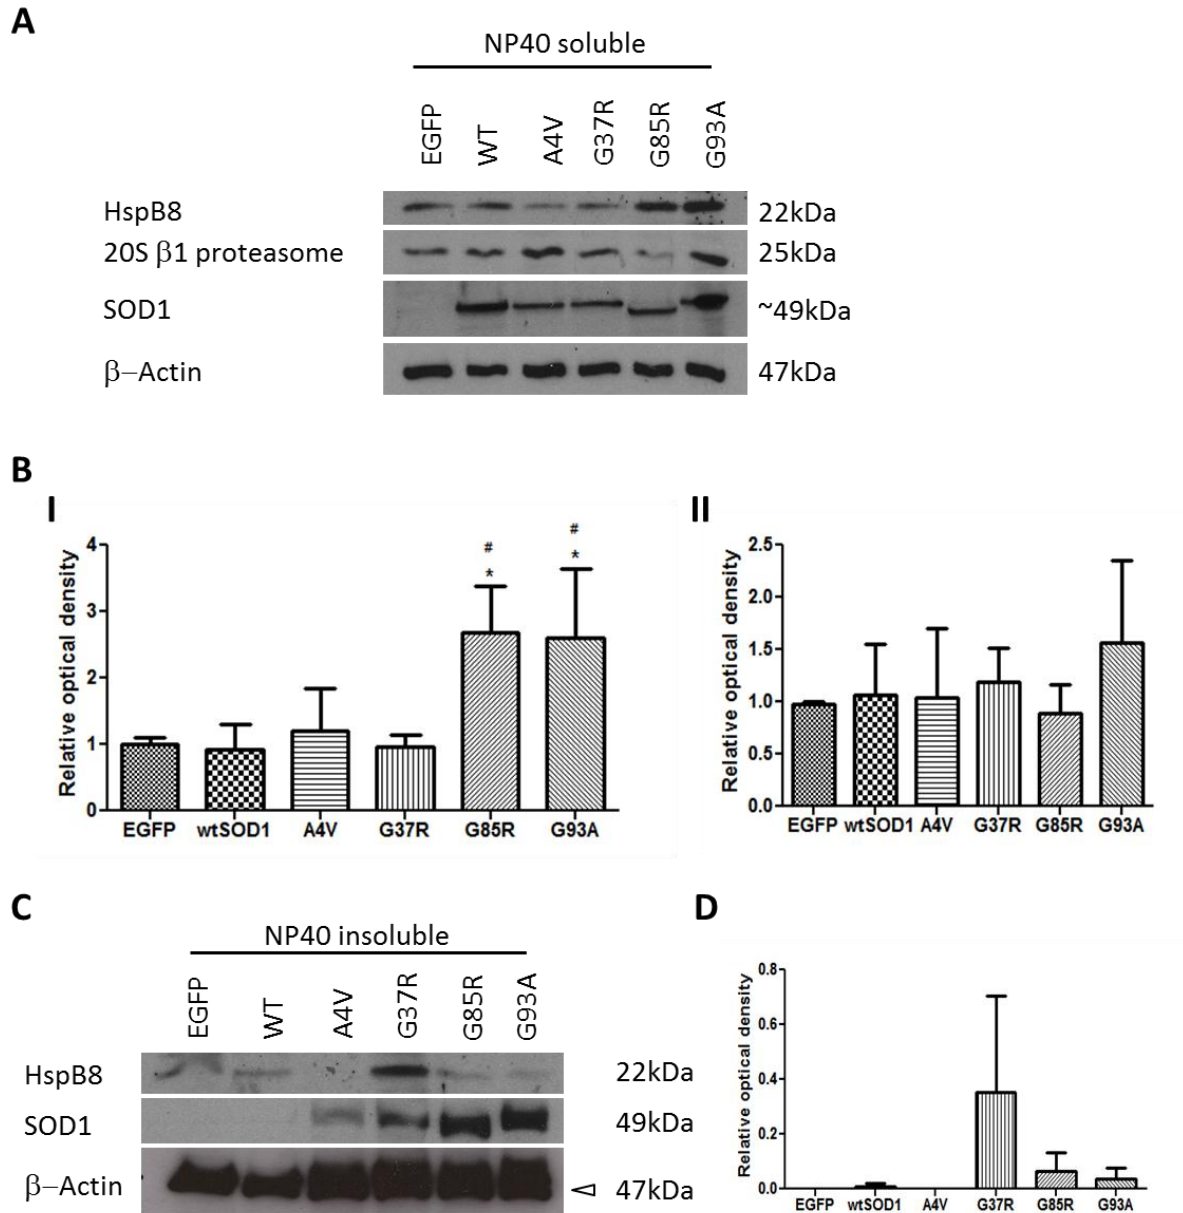 A
NP40 soluble
EGFP WT A4V G37R G85R G93A
HspB8 22kDa
20S β1 proteasome 25kDa
SOD1 ~49kDa
β–Actin 47kDa
B
I
Relative optical density
4
3
2
1
0
#
*
#
*
EGFP wtSOD1 A4V G37R G85R G93A
II
Relative optical density
2.5
2.0
1.5
1.0
0.5
0.0
EGFP wtSOD1 A4V G37R G85R G93A
C
NP40 insoluble
EGFP WT A4V G37R G85R G93A
HspB8 22kDa
SOD1 49kDa
β–Actin 47kDa
D
Relative optical density
0.8
0.6
0.4
0.2
0.0
EGFP wtSOD1 A4V G37R G85R G93A